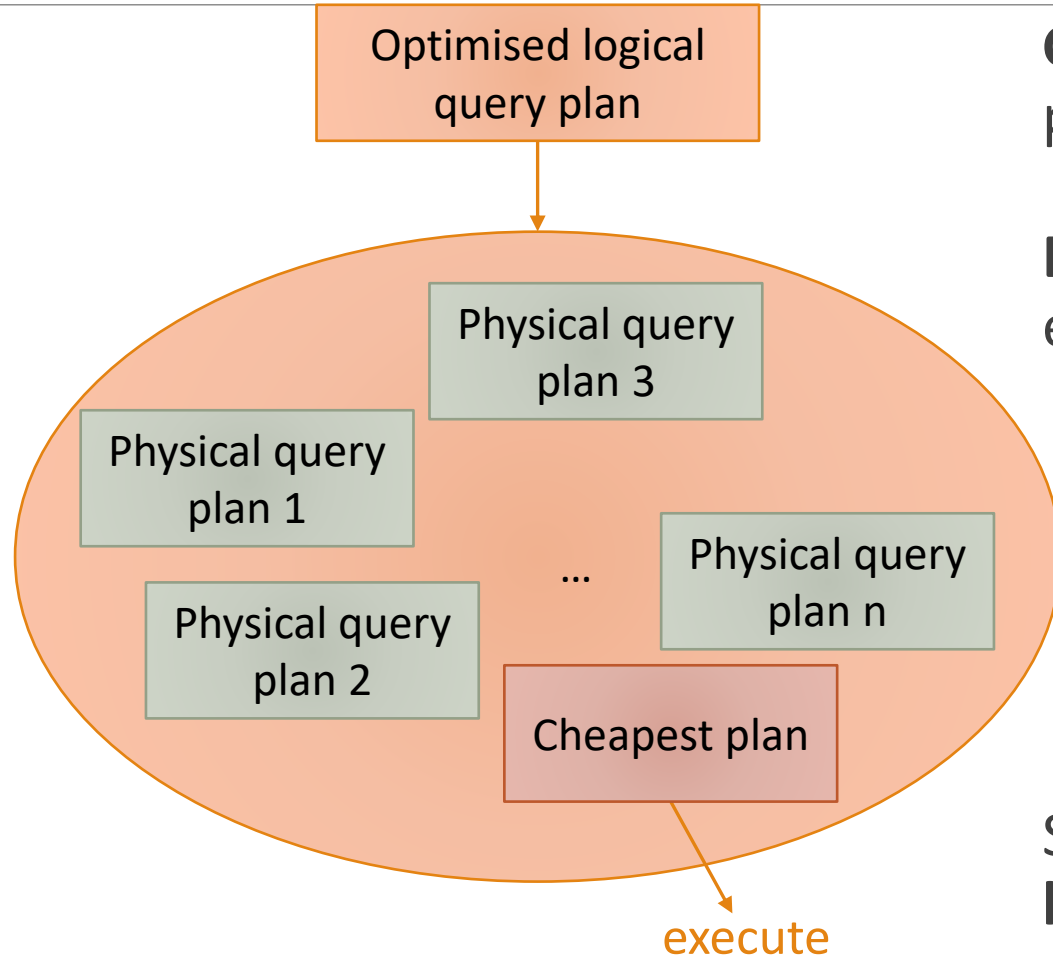 Optimised logical
query plan
Physical query
plan 3
Physical query
plan 1
Physical query
plan n
...
Physical query
plan 2
Cheapest plan
execute